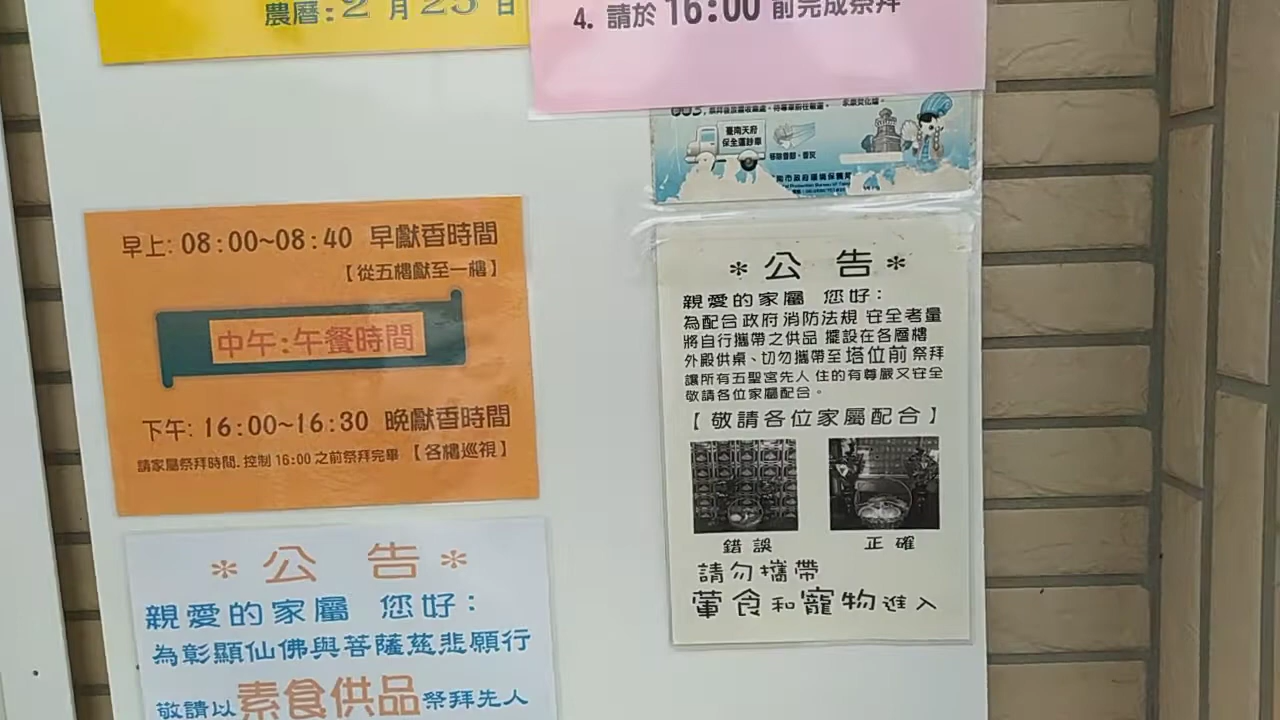 農曆:2 月 25 日
4. 請於 16:00 前完成祭拜
臺南天府
保全運鈔車
早上: 08:00~08:40 早獻香時間
【從五樓獻至一樓】
中午:午餐時間
下午: 16:00~16:30 晚獻香時間
請家屬祭拜時間.控制 16:00 之前祭拜完畢 【各樓巡視】
*公 告*
親愛的家屬 您好:
為彰顯仙佛與菩薩慈悲願行
敬請以素食供品祭拜先人
*公 告*
親愛的家屬 您好:
為配合政府消防法規 安全考量
將自行攜帶之供品 擺設在各層樓
外殿供桌、切勿攜帶至塔位前 祭拜
讓所有五聖宮先人 住的有尊嚴又安全
敬請各位家屬配合。
【敬請各位家屬配合】
錯誤 正確
請勿攜帶
葷食和寵物進入